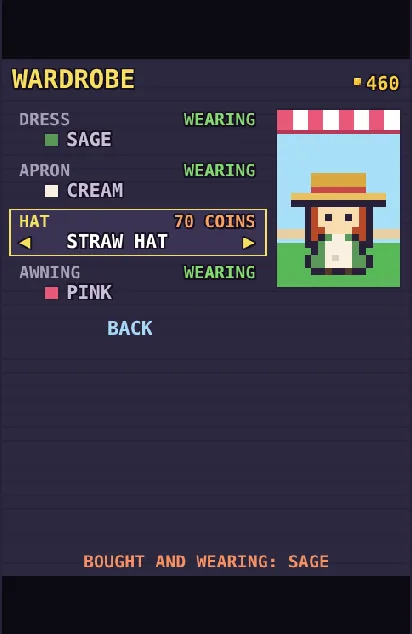 WARDROBE
460
DRESS WEARING
SAGE
APRON WEARING
CREAM
HAT 70 COINS
STRAW HAT
AWNING WEARING
PINK
BACK
BOUGHT AND WEARING: SAGE